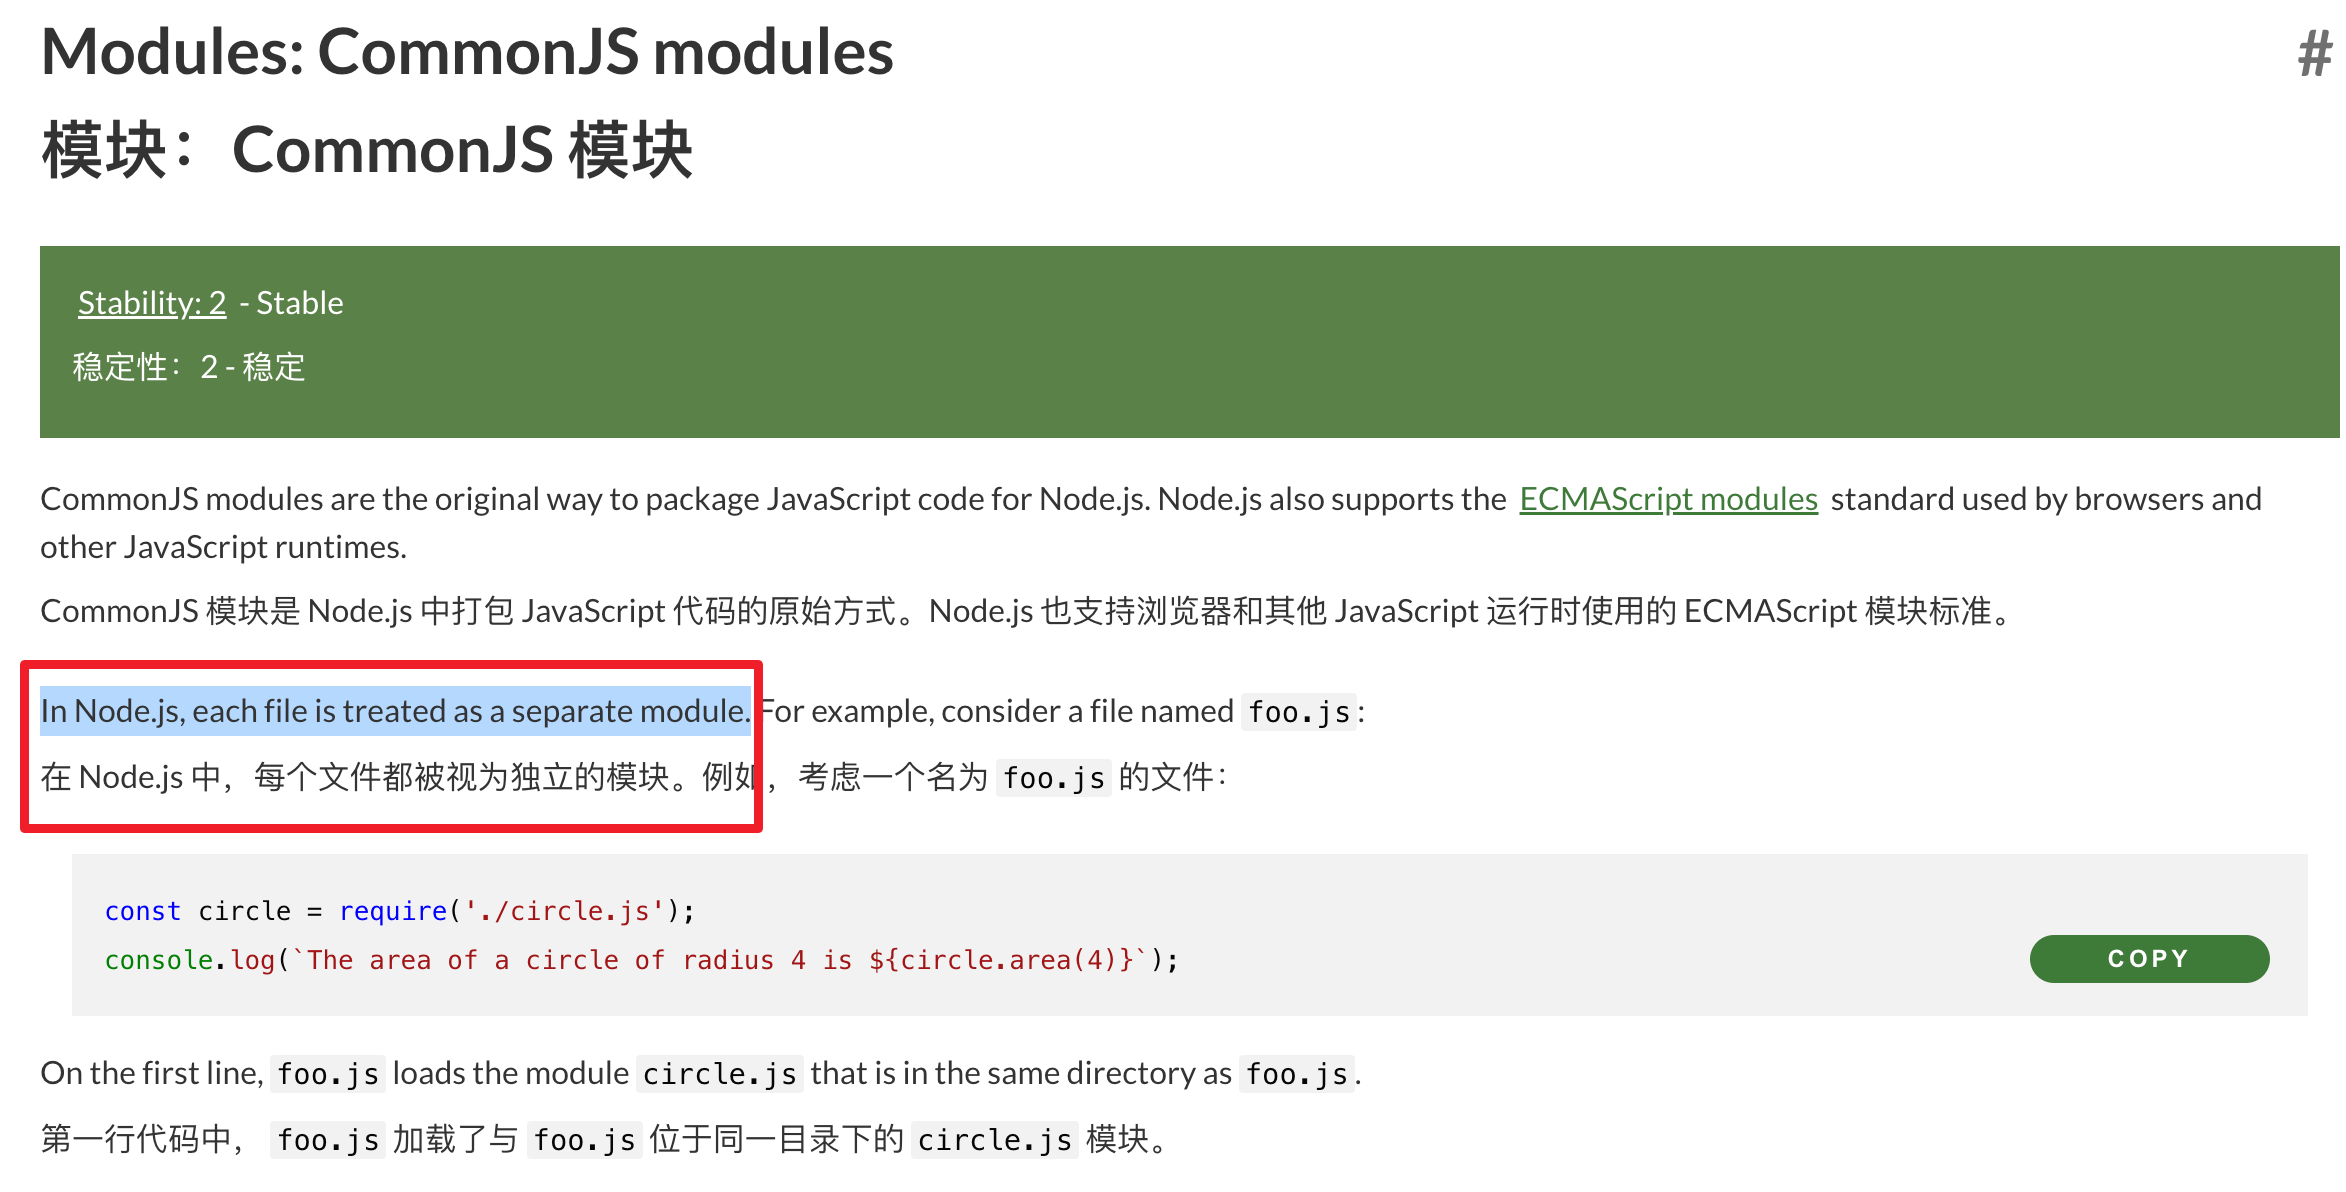 Modules: CommonJS modules
#
模块：CommonJS 模块
Stability: 2 - Stable
稳定性：2 - 稳定
CommonJS modules are the original way to package JavaScript code for Node.js. Node.js also supports the ECMAScript modules standard used by browsers and
other JavaScript runtimes.
CommonJS 模块是 Node.js 中打包 JavaScript 代码的原始方式。Node.js 也支持浏览器和其他 JavaScript 运行时使用的 ECMAScript 模块标准。
In Node.js, each file is treated as a separate module. For example, consider a file named foo.js:
在 Node.js 中，每个文件都被视为独立的模块。例如，考虑一个名为 foo.js 的文件：
const circle = require('./circle.js');
console.log(`The area of a circle of radius 4 is ${circle.area(4)}`);
COPY
On the first line, foo.js loads the module circle.js that is in the same directory as foo.js.
第一行代码中， foo.js 加载了与 foo.js 位于同一目录下的 circle.js 模块。